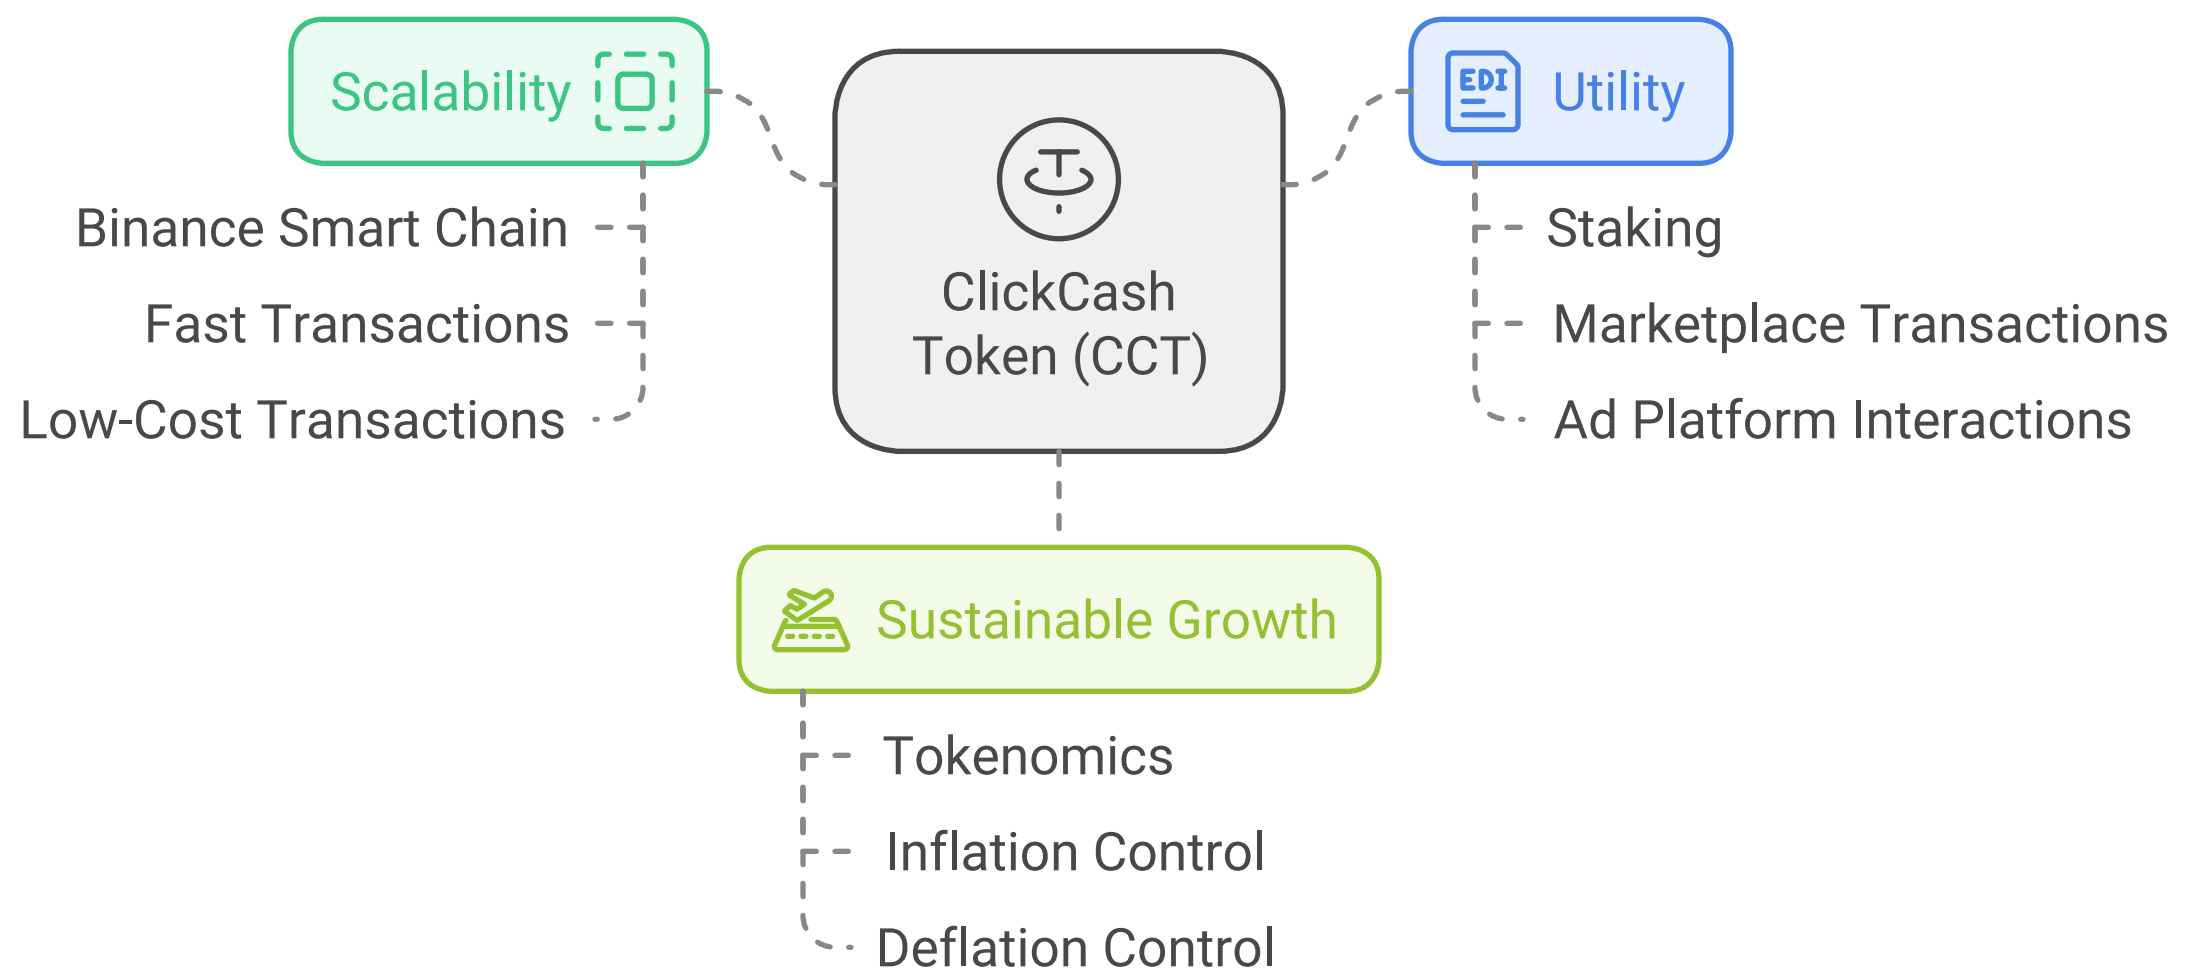 Scalability
Binance Smart Chain
Fast Transactions
Low-Cost Transactions
ClickCash
Token (CCT)
EDI
Utility
Staking
Marketplace Transactions
Ad Platform Interactions
Sustainable Growth
Tokenomics
Inflation Control
Deflation Control